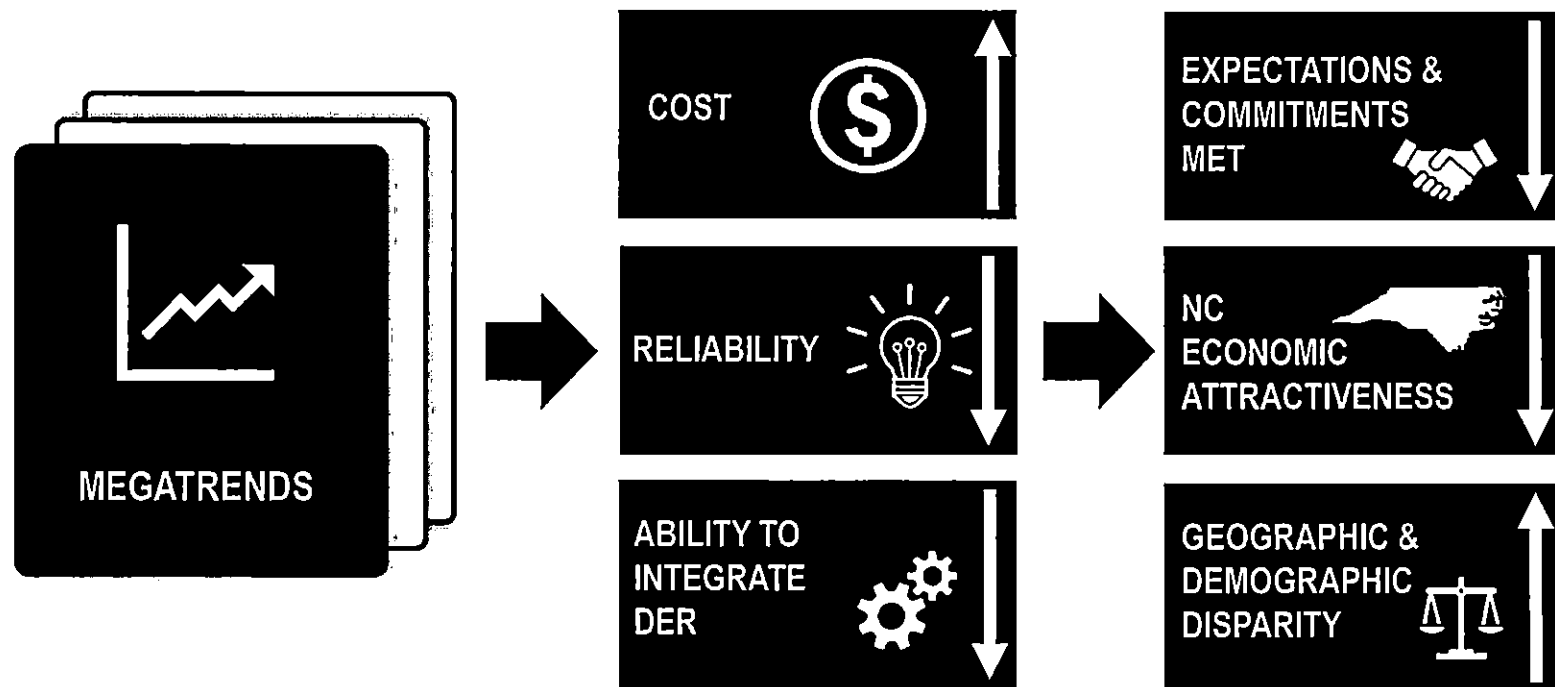 MEGATRENDS
COST
$
RELIABILITY
ABILITY TO
INTEGRATE
DER
EXPECTATIONS &
COMMITMENTS
MET
NC
ECONOMIC
ATTRACTIVENESS
GEOGRAPHIC &
DEMOGRAPHIC
DISPARITY